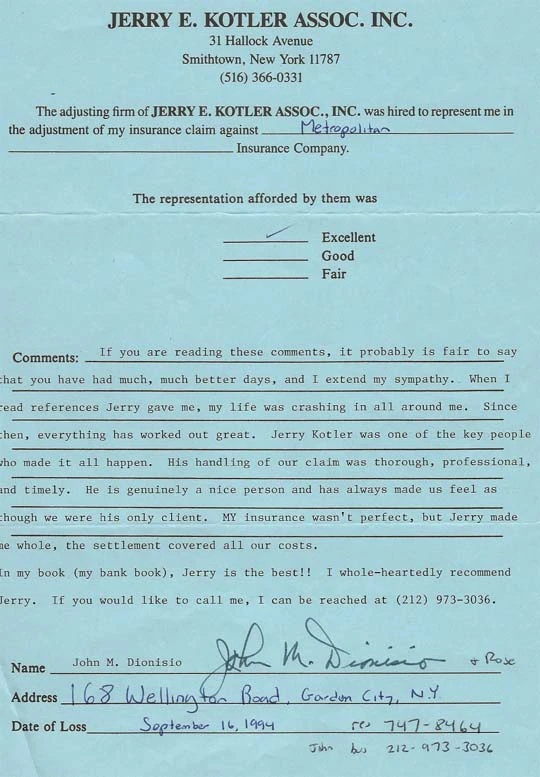 JERRY E. KOTLER ASSOC. INC.
31 Hallock Avenue
Smithtown, New York 11787
(516) 366-0331
The adjusting firm of JERRY E. KOTLER ASSOC., INC. was hired to represent me in
the adjustment of my insurance claim against Metropolitan
Insurance Company.
The representation afforded by them was
✓ Excellent
Good
Fair
Comments: If you are reading these comments, it probably is fair to say
that you have had much, much better days, and I extend my sympathy. When I
read references Jerry gave me, my life was crashing in all around me. Since
then, everything has worked out great. Jerry Kotler was one of the key people
who made it all happen. His handling of our claim was thorough, professional,
and timely. He is genuinely a nice person and has always made us feel as
though we were his only client. MY insurance wasn't perfect, but Jerry made
me whole, the settlement covered all our costs.
In my book (my bank book), Jerry is the best!! I whole-heartedly recommend
Jerry. If you would like to call me, I can be reached at (212) 973-3036.
Name John M. Dionisio John M. Dionisio + Rose
Address 168 Wellington Road, Garden City, N.Y.
Date of Loss September 16, 1994 res 747-8464
John bus 212-973-3036